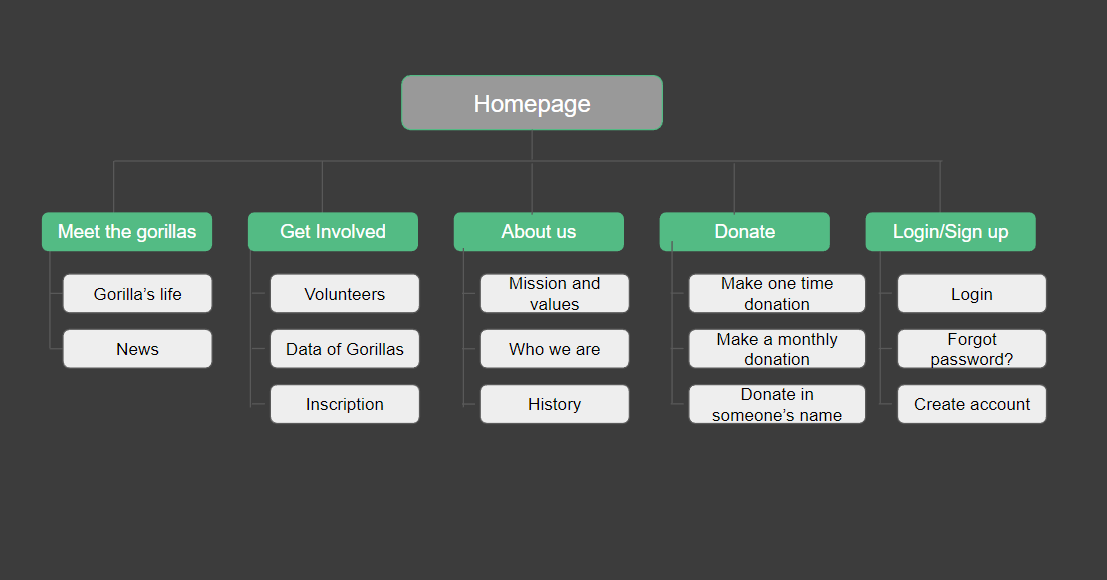 Homepage
Meet the gorillas
Gorilla’s life
News
Get Involved
Volunteers
Data of Gorillas
Inscription
About us
Mission and
values
Who we are
History
Donate
Make one time
donation
Make a monthly
donation
Donate in
someone’s name
Login/Sign up
Login
Forgot
password?
Create account